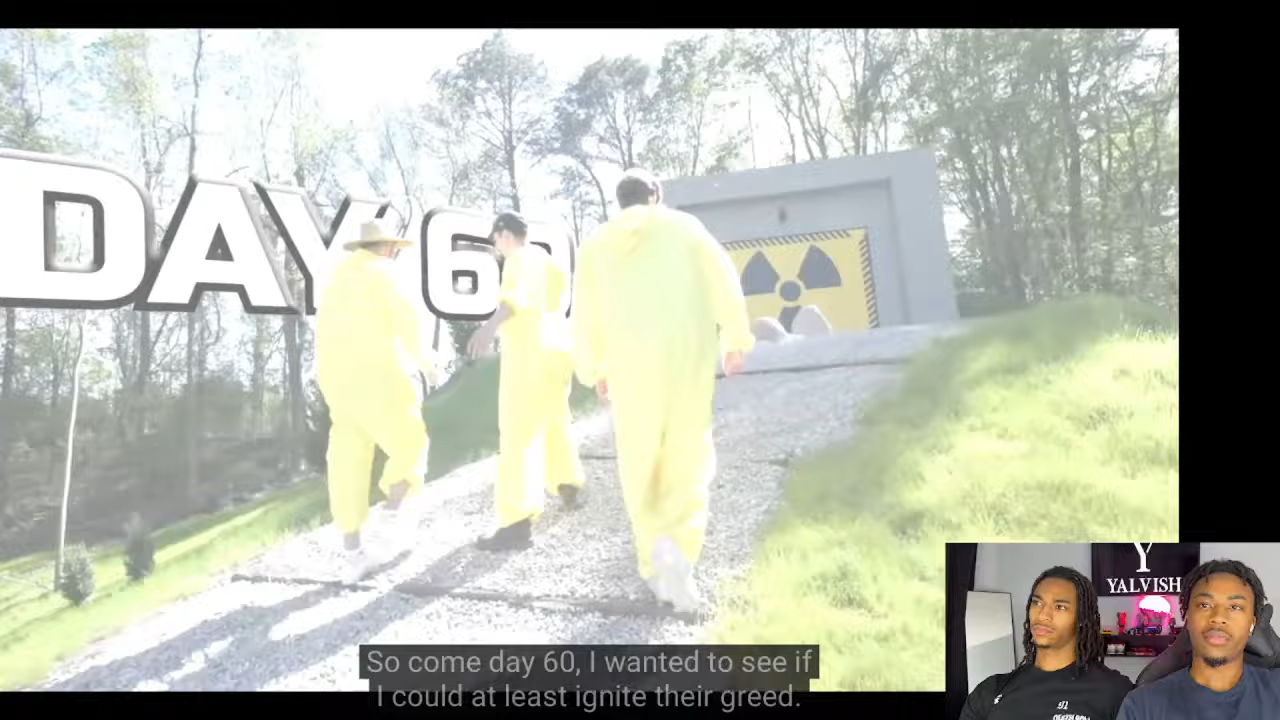 DAY 60
Y
YALVISH
So come day 60, I wanted to see if
I could at least ignite their greed.